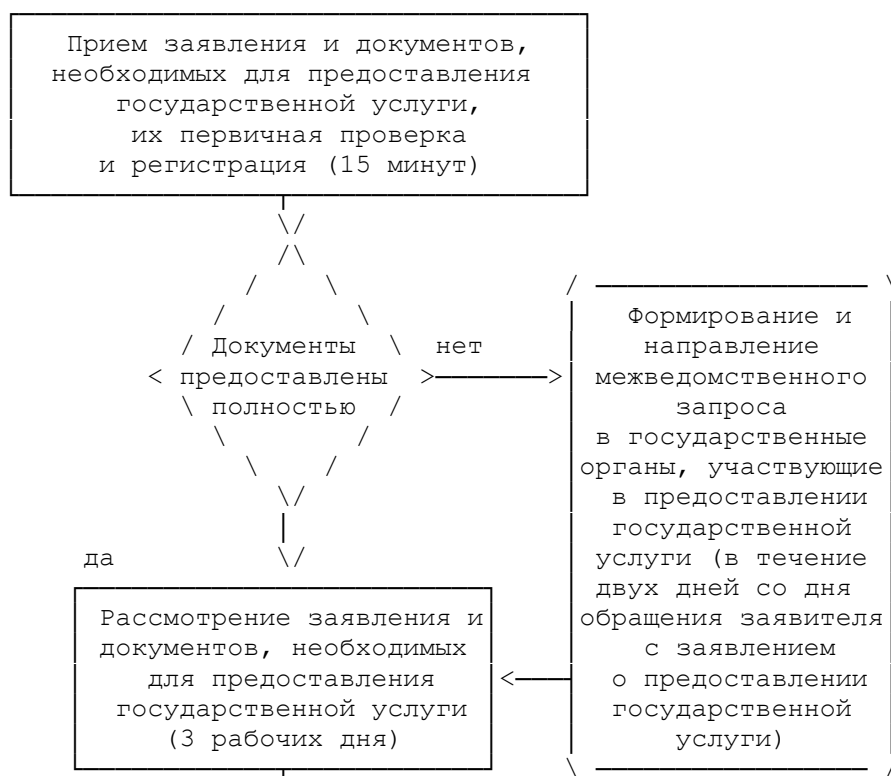 Прием заявления и документов,
необходимых для предоставления
государственной услуги,
их первичная проверка
и регистрация (15 минут)
Документы
предоставлены
полностью
нет
Формирование и
направление
межведомственного
запроса
в государственные
органы, участвующие
в предоставлении
государственной
услуги (в течение
двух дней со дня
обращения заявителя
с заявлением
о предоставлении
государственной
услуги)
да
Рассмотрение заявления и
документов, необходимых
для предоставления
государственной услуги
(3 рабочих дня)